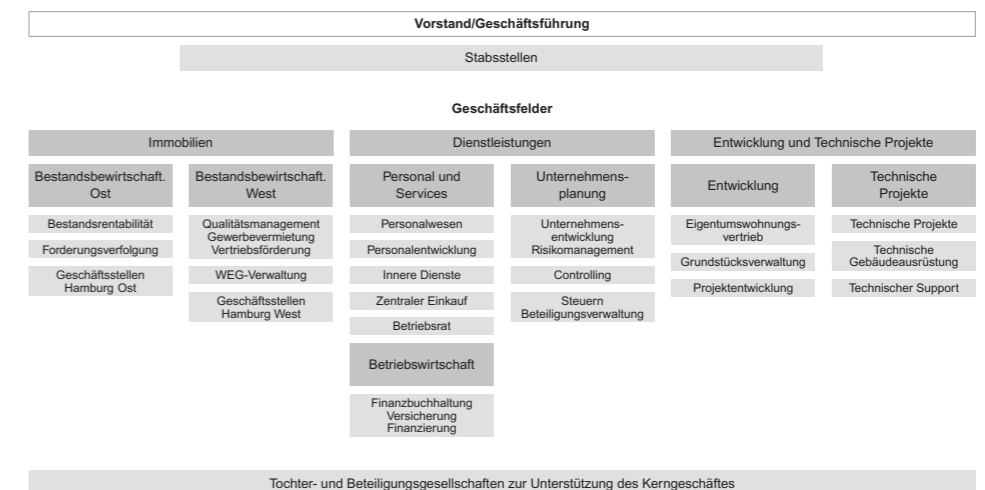 Vorstand/Geschäftsführung
Stabsstellen
Geschäftsfelder
Immobilien
Bestandsbewirtschaft.
Ost
Bestandsrentabilität
Forderungsverfolgung
Geschäftsstellen
Hamburg Ost
Bestandsbewirtschaft.
West
Qualitätsmanagement
Gewerbevermietung
Vertriebsförderung
WEG-Verwaltung
Geschäftsstellen
Hamburg West
Dienstleistungen
Personal und
Services
Personalwesen
Personalentwicklung
Innere Dienste
Zentraler Einkauf
Betriebsrat
Betriebswirtschaft
Finanzbuchhaltung
Versicherung
Finanzierung
Unternehmens-
planung
Unternehmens-
entwicklung
Risikomanagement
Controlling
Steuern
Beteiligungsverwaltung
Entwicklung und Technische Projekte
Entwicklung
Eigentumswohnungs-
vertrieb
Grundstücksverwaltung
Projektentwicklung
Technische
Projekte
Technische Projekte
Technische
Gebäudeausrüstung
Technischer Support
Tochter- und Beteiligungsgesellschaften zur Unterstützung des Kerngeschäftes